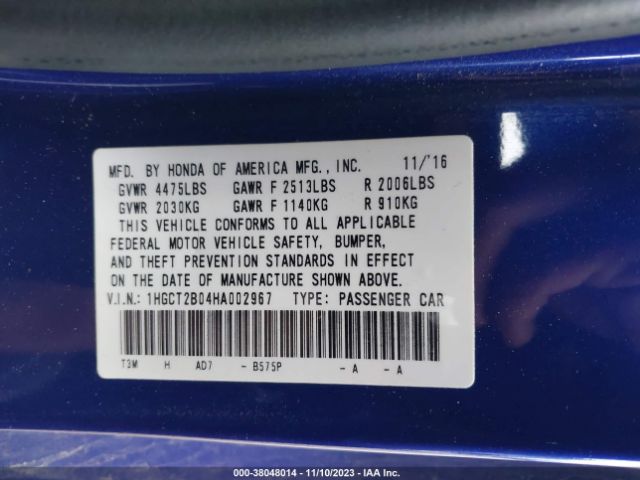 MFD. BY HONDA OF AMERICA MFG., INC. 11/'16
GVWR 4475LBS GAWR F 2513LBS R 2006LBS
GVWR 2030KG GAWR F 1140KG R 910KG
THIS VEHICLE CONFORMS TO ALL APPLICABLE
FEDERAL MOTOR VEHICLE SAFETY, BUMPER,
AND THEFT PREVENTION STANDARDS IN EFFECT
ON THE DATE OF MANUFACTURE SHOWN ABOVE.
V.I.N.: 1HGCT2B04HA002967 TYPE: PASSENGER CAR
T3M H AD7 - B575P - A - A
000-38048014 - 11/10/2023 - IAA Inc.